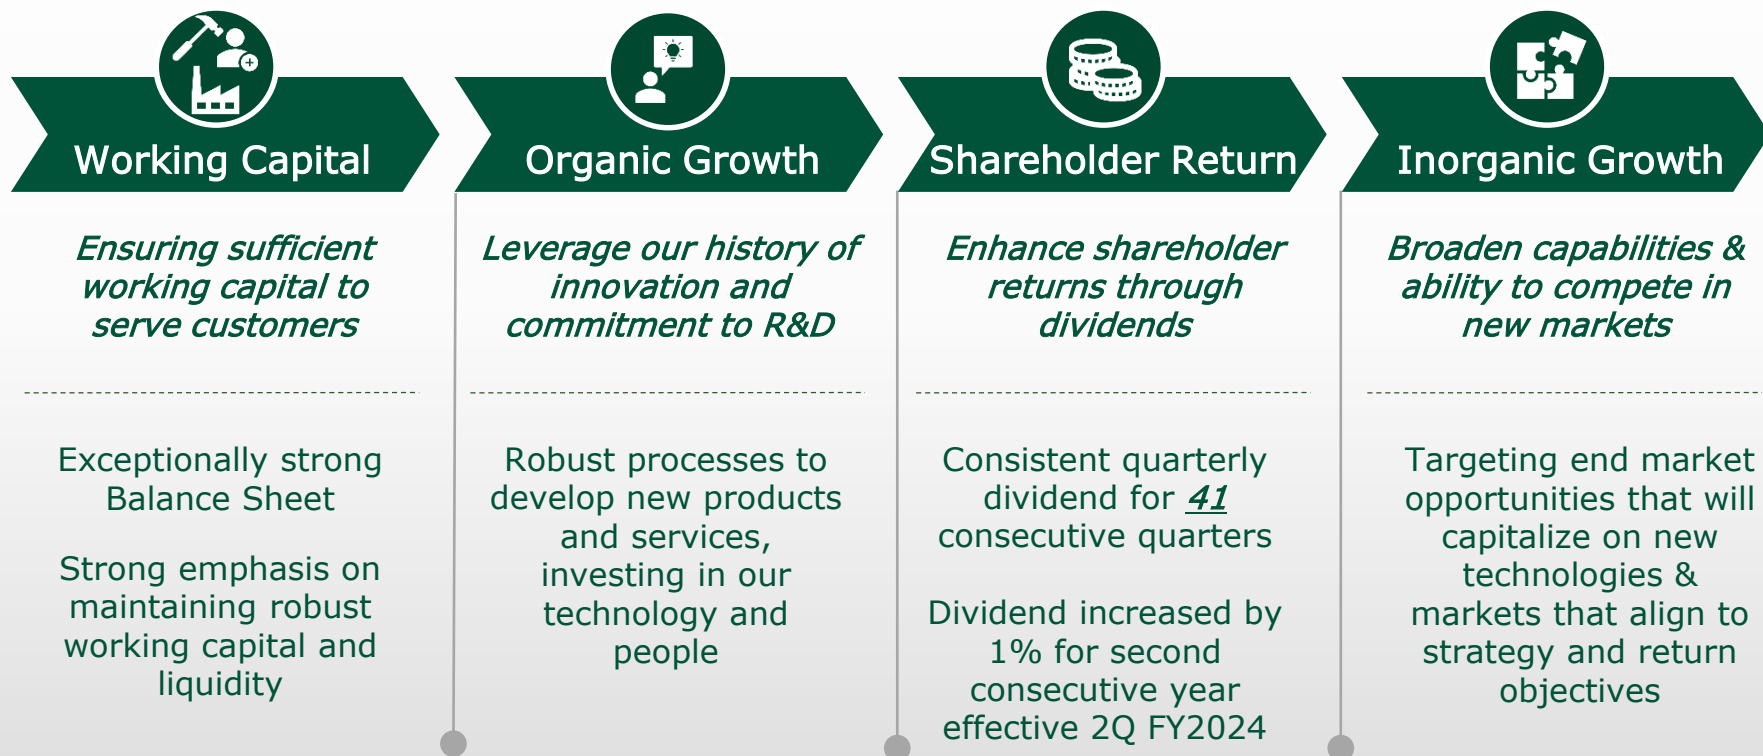 Working Capital
Ensuring sufficient
working capital to
serve customers
Exceptionally strong
Balance Sheet
Strong emphasis on
maintaining robust
working capital and
liquidity
Organic Growth
Leverage our history of
innovation and
commitment to R&D
Robust processes to
develop new products
and services,
investing in our
technology and
people
Shareholder Return
Enhance shareholder
returns through
dividends
Consistent quarterly
dividend for 41
consecutive quarters
Dividend increased by
1% for second
consecutive year
effective 2Q FY2024
Inorganic Growth
Broaden capabilities &
ability to compete in
new markets
Targeting end market
opportunities that will
capitalize on new
technologies &
markets that align to
strategy and return
objectives